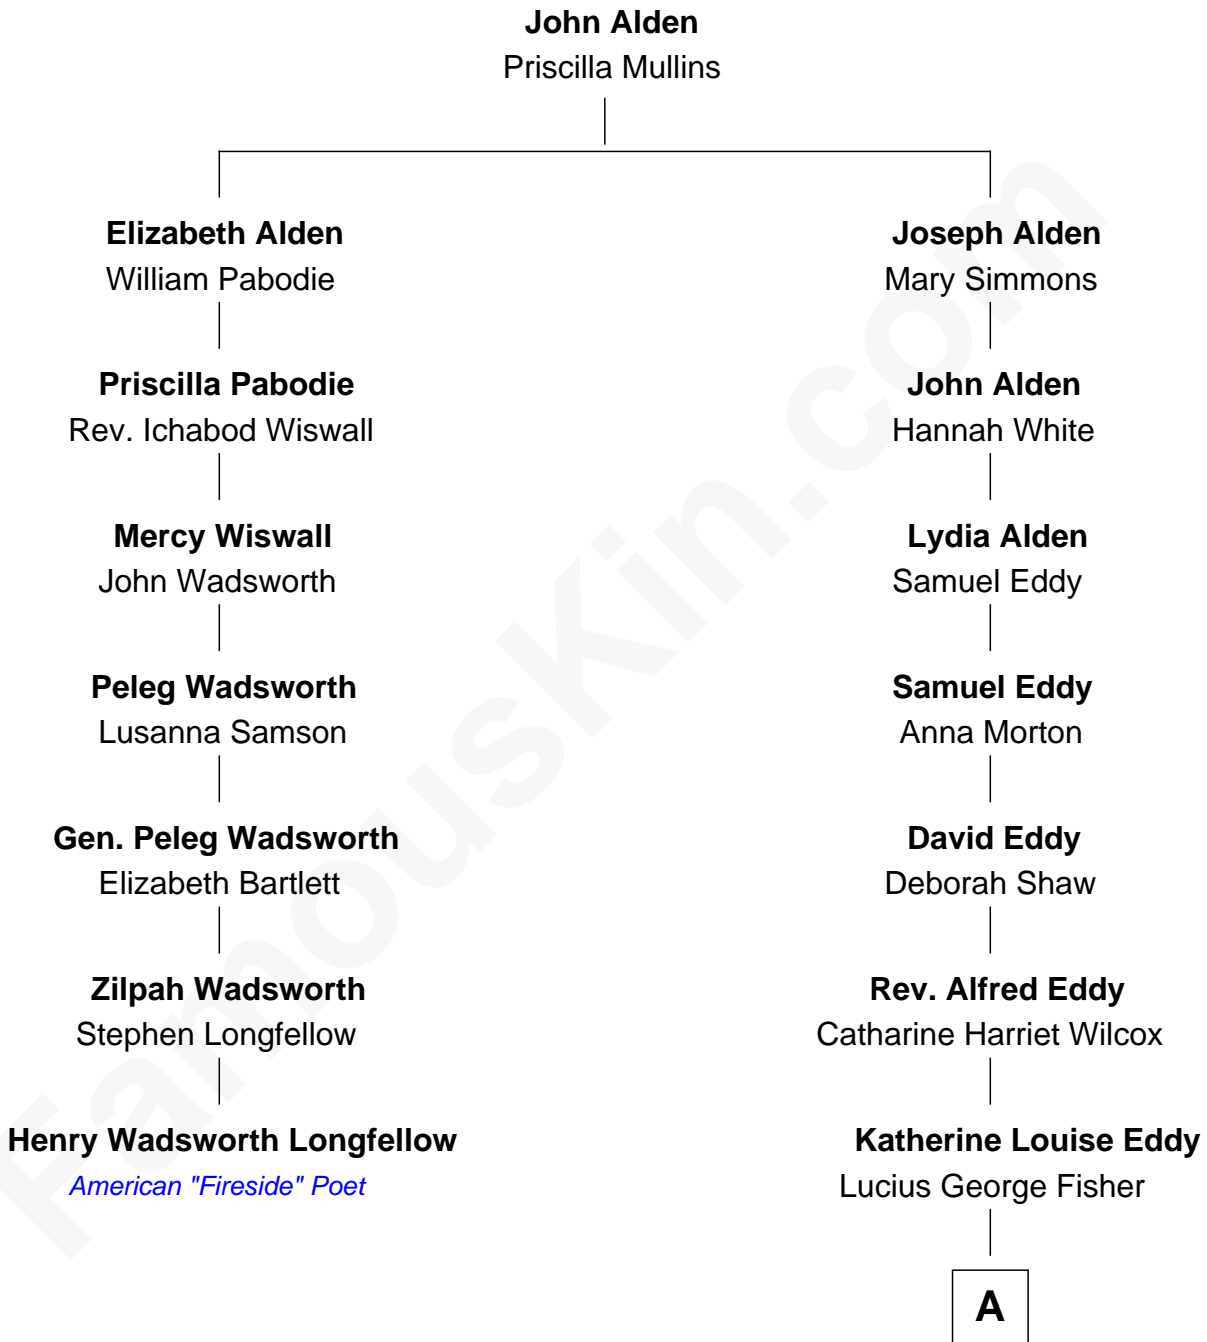 John Alden
Priscilla Mullins
Elizabeth Alden
William Pabodie
Priscilla Pabodie
Rev. Ichabod Wiswall
Mercy Wiswall
John Wadsworth
Peleg Wadsworth
Lusanna Samson
Gen. Peleg Wadsworth
Elizabeth Bartlett
Zilpah Wadsworth
Stephen Longfellow
Henry Wadsworth Longfellow
American "Fireside" Poet
Joseph Alden
Mary Simmons
John Alden
Hannah White
Lydia Alden
Samuel Eddy
Samuel Eddy
Anna Morton
David Eddy
Deborah Shaw
Rev. Alfred Eddy
Catharine Harriet Wilcox
Katherine Louise Eddy
Lucius George Fisher
A
FamousKin.com